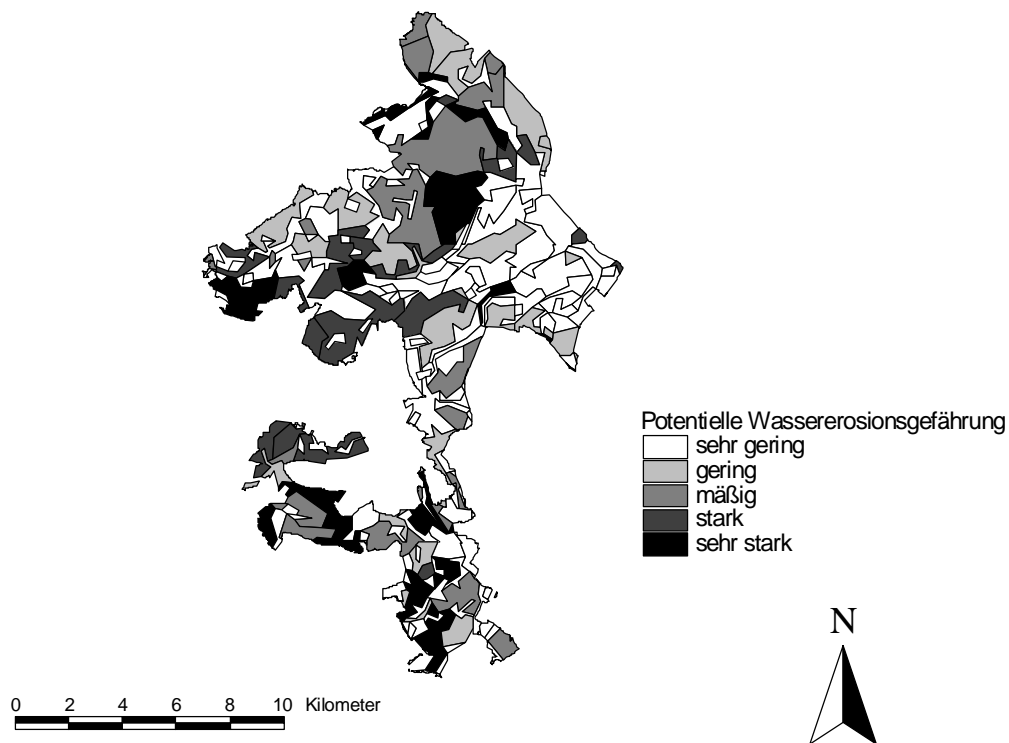 Potentielle Wassererosionsgefährung
sehr gering
gering
mäßig
stark
sehr stark
N
0 2 4 6 8 10 Kilometer